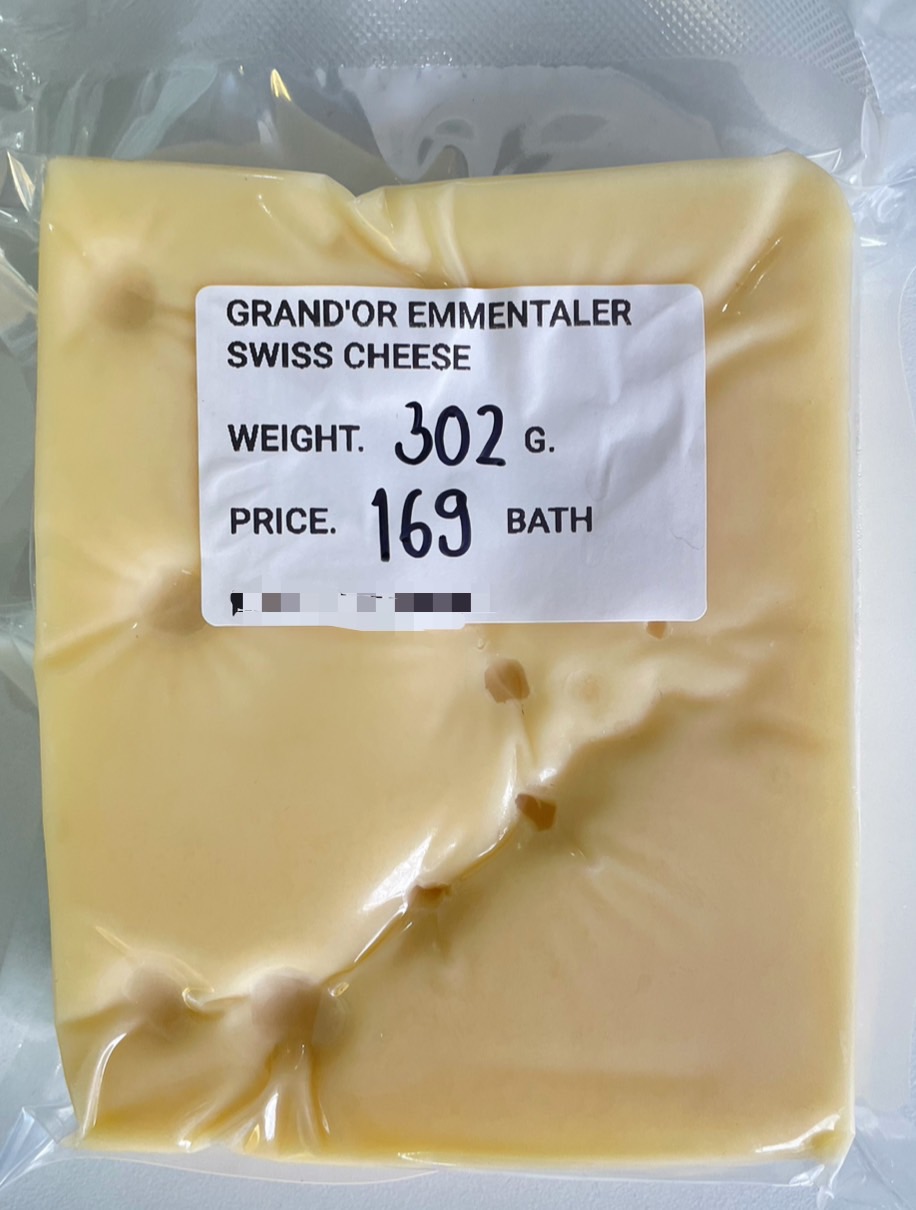 GRAND'OR EMMENTALER
SWISS CHEESE
WEIGHT. 302 G.
PRICE. 169 BATH